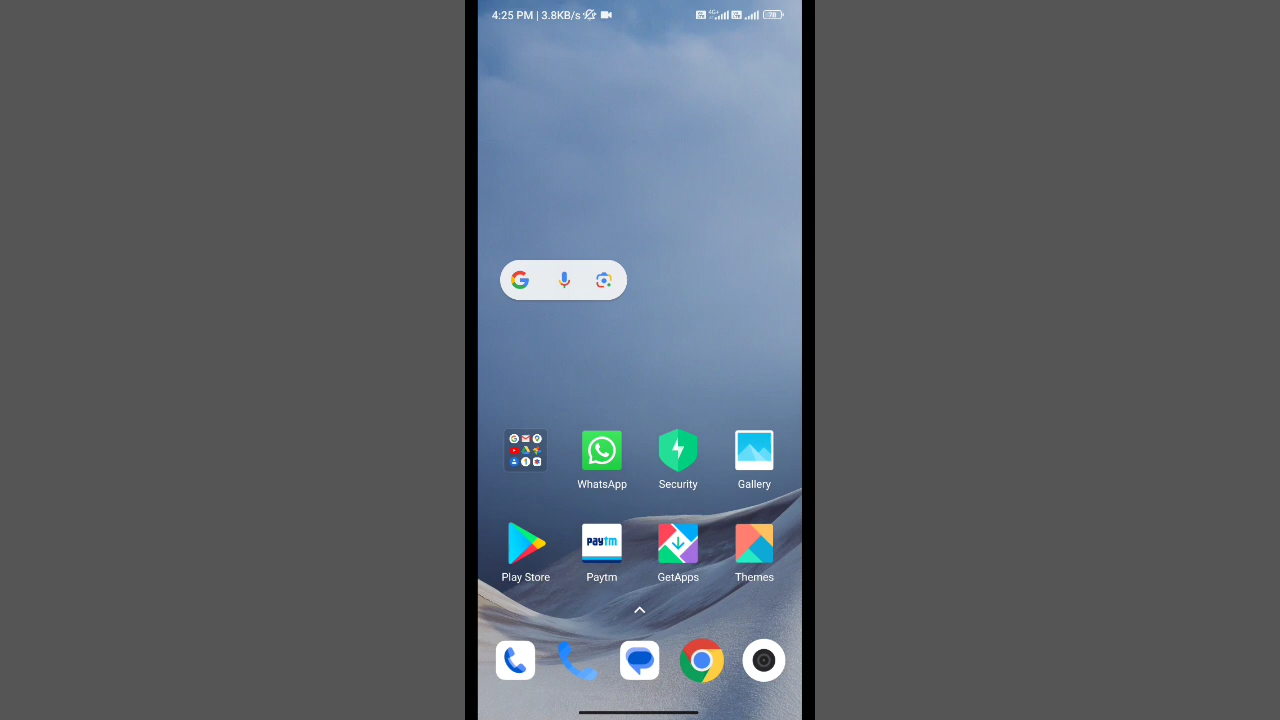 4:25 PM | 3.8KB/s
WhatsApp
Security
Gallery
paytm
Play Store
Paytm
GetApps
Themes